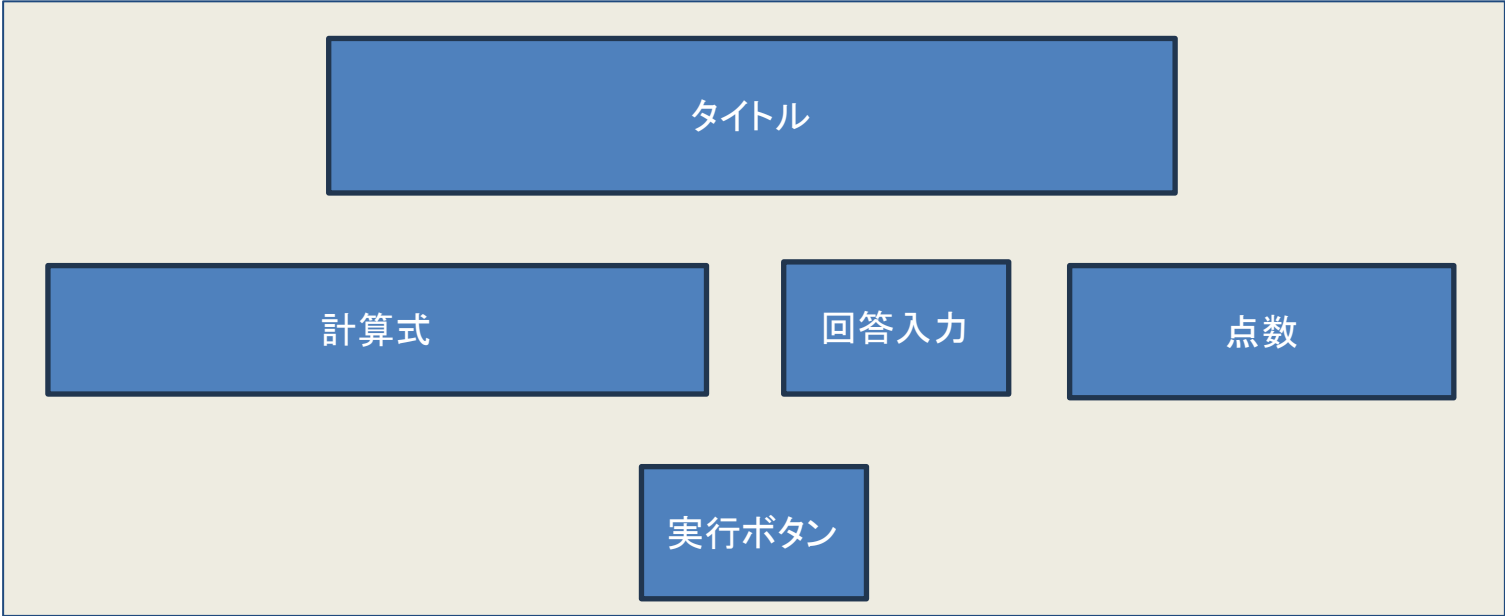 タイトル
計算式
回答入力
点数
実行ボタン